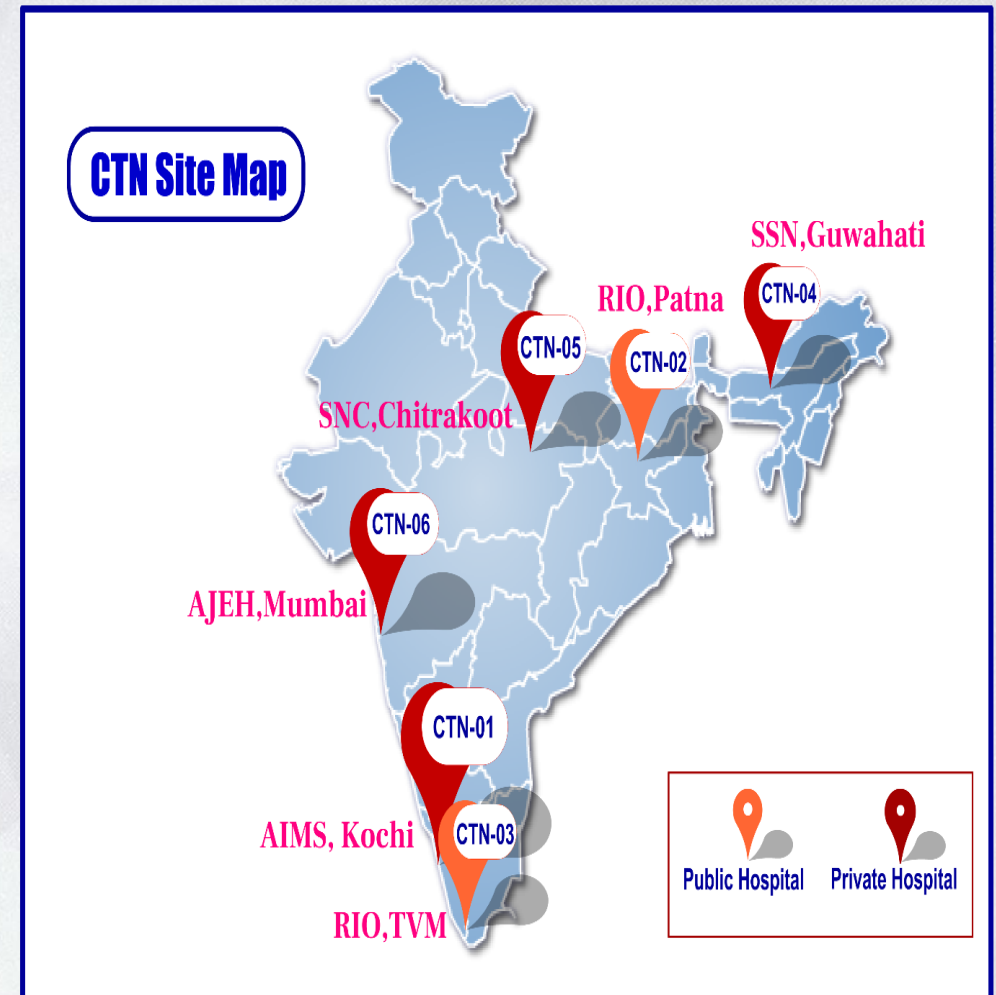 CTN Site Map
SSN,Guwahati
CTN-04
RIO,Patna
CTN-05
CTN-02
SNC,Chitrakoot
CTN-06
AJEH,Mumbai
CTN-01
AIMS, Kochi
CTN-03
RIO,TVM
Public Hospital
Private Hospital